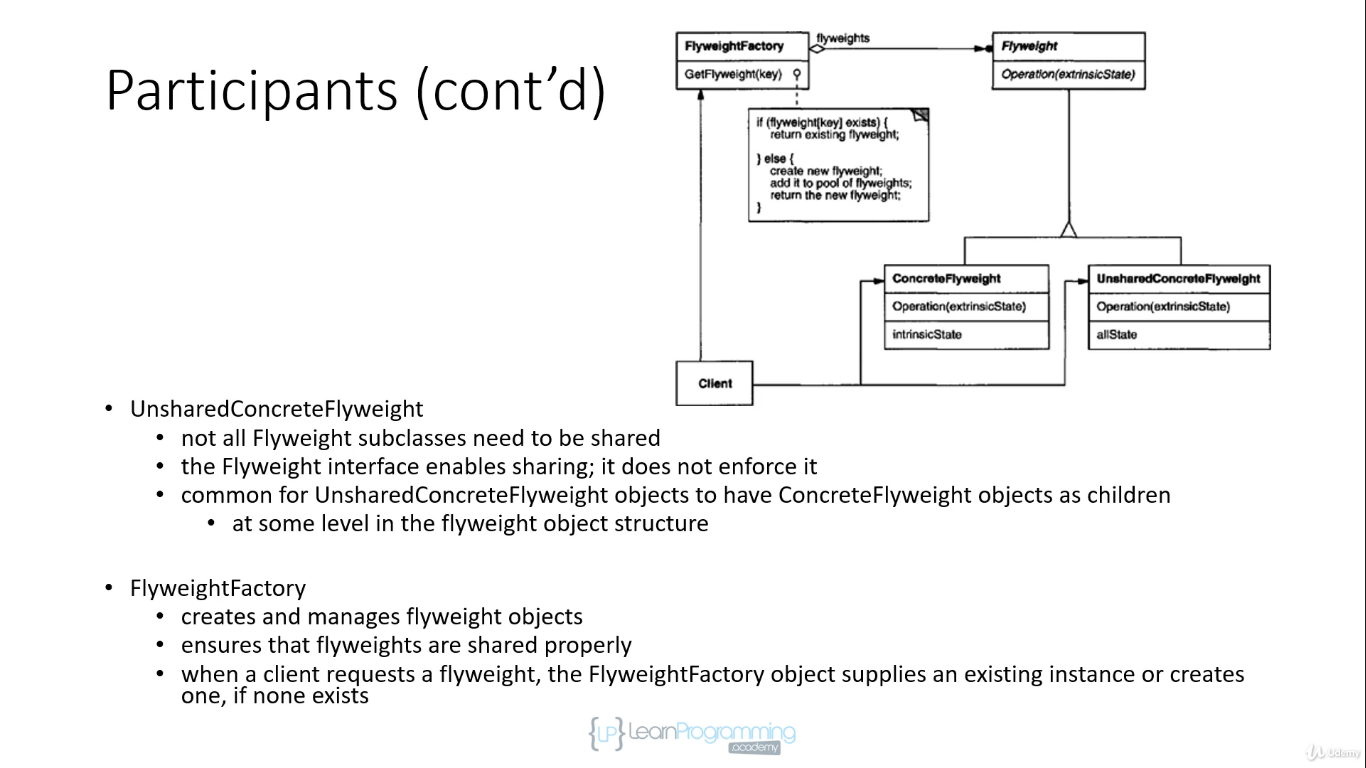 Participants (cont’d)
FlyweightFactory
GetFlyweight(key)
flyweights
Flyweight
Operation(extrinsicState)
if (flyweight[key] exists) {
return existing flyweight;
} else {
create new flyweight;
add it to pool of flyweights;
return the new flyweight;
}
ConcreteFlyweight
Operation(extrinsicState)
intrinsicState
UnsharedConcreteFlyweight
Operation(extrinsicState)
allState
Client
• UnsharedConcreteFlyweight
• not all Flyweight subclasses need to be shared
• the Flyweight interface enables sharing; it does not enforce it
• common for UnsharedConcreteFlyweight objects to have ConcreteFlyweight objects as children
• at some level in the flyweight object structure
• FlyweightFactory
• creates and manages flyweight objects
• ensures that flyweights are shared properly
• when a client requests a flyweight, the FlyweightFactory object supplies an existing instance or creates
one, if none exists
{LP} LearnProgramming
.academy
Udemy